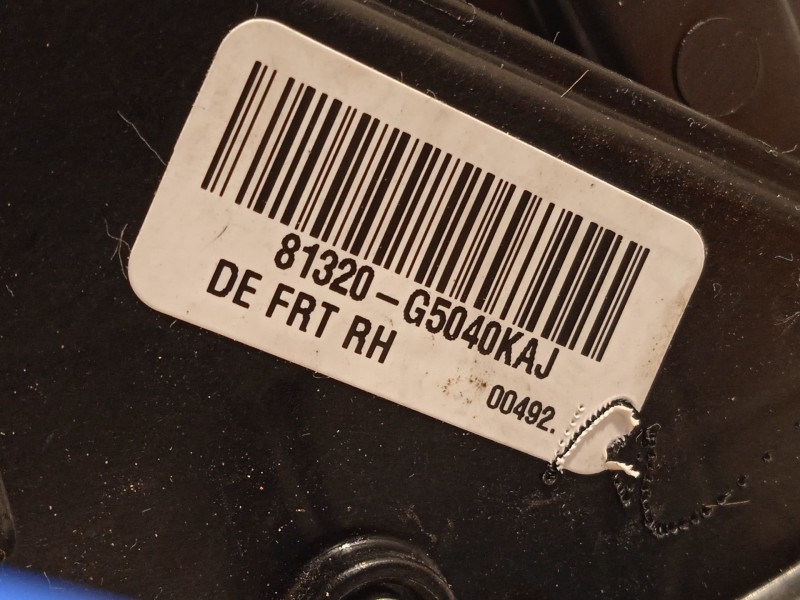 81320-G5040KAJ
DE FRT RH
00492.